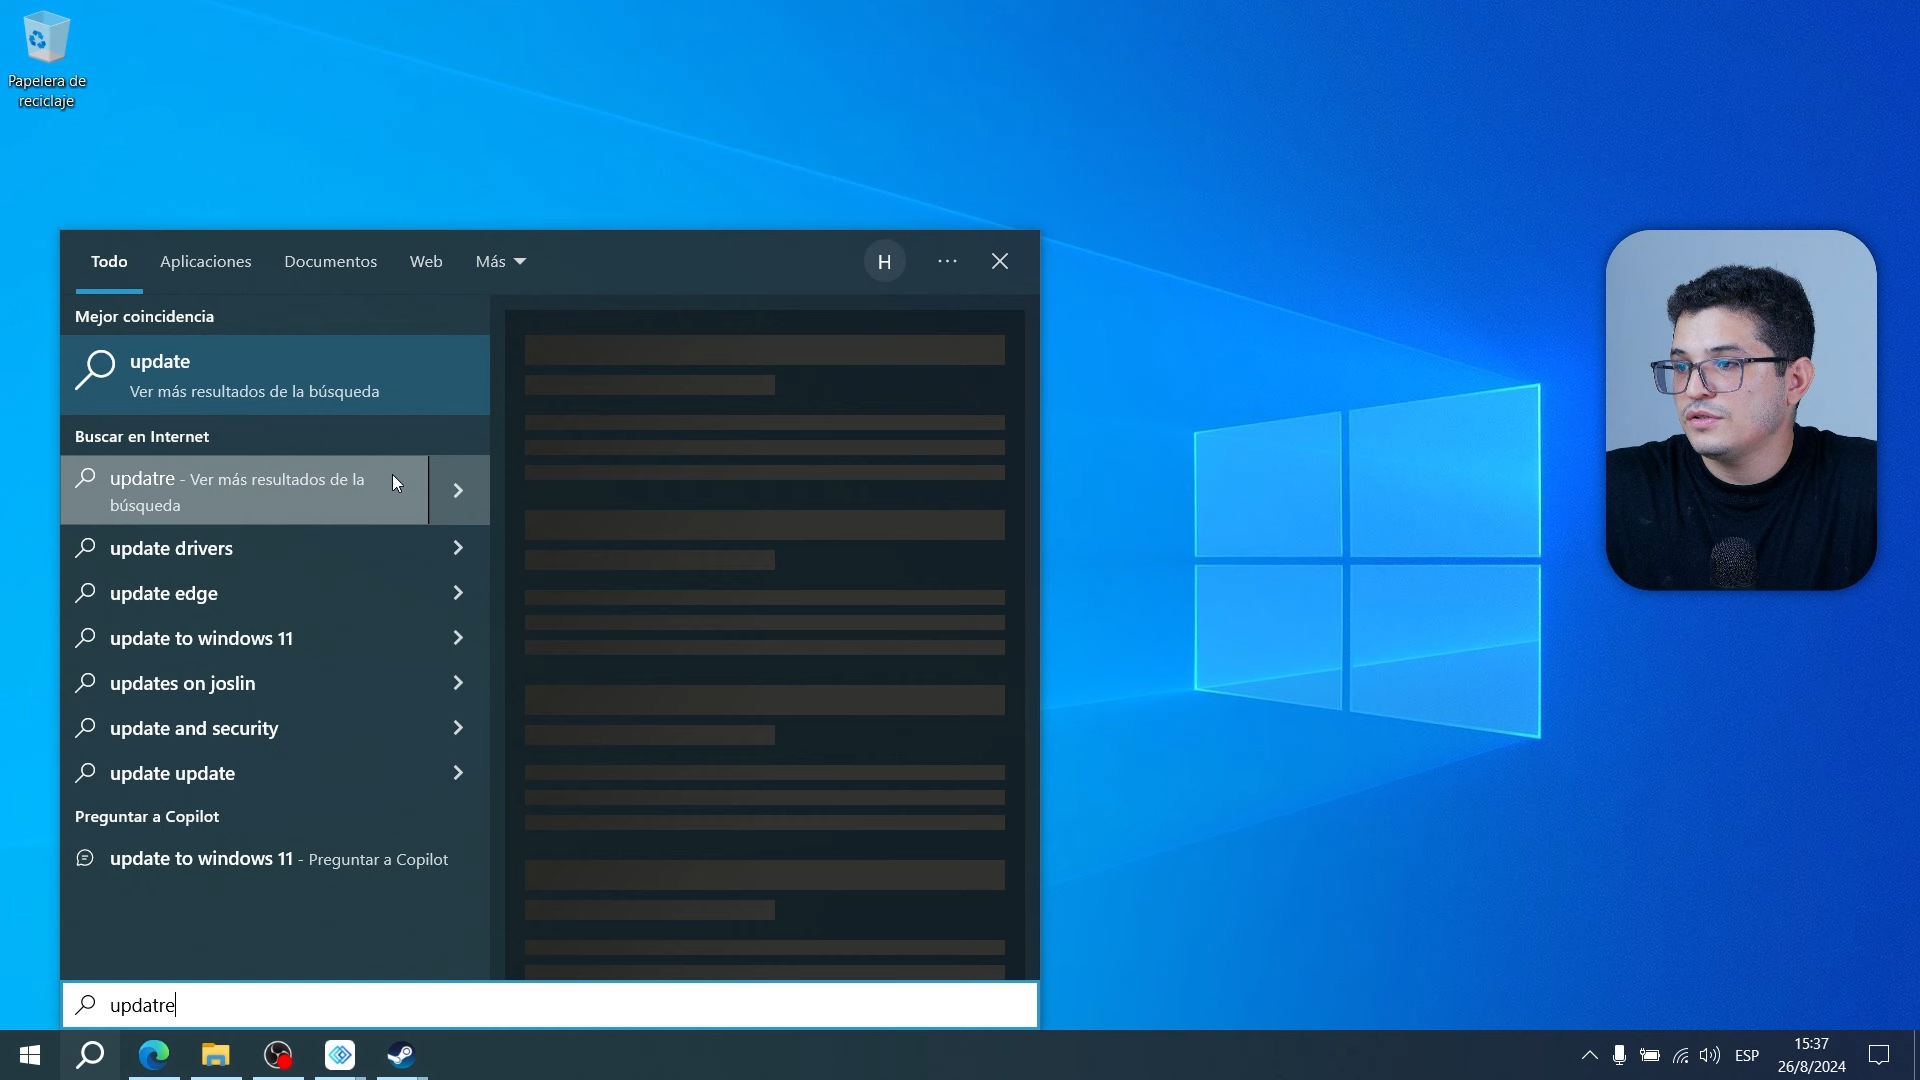 Papelera de
reciclaje
Todo
Aplicaciones
Documentos
Web
Más
H
Mejor coincidencia
update
Ver más resultados de la búsqueda
Buscar en Internet
updatre - Ver más resultados de la
búsqueda
update drivers
update edge
update to windows 11
updates on joslin
update and security
update update
Preguntar a Copilot
update to windows 11 - Preguntar a Copilot
updatre
ESP
15:37
26/8/2024